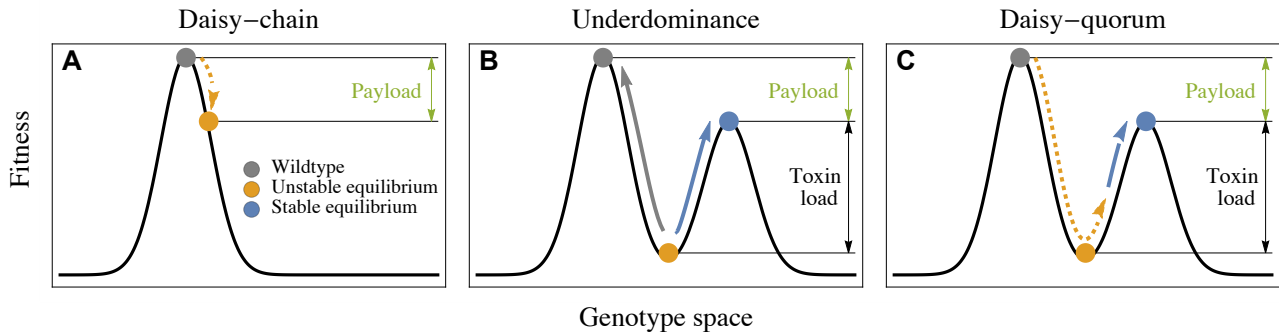 Daisy−chain
Underdominance
Daisy−quorum
Fitness
A
Payload
Wildtype
Unstable equilibrium
Stable equilibrium
B
Payload
Toxin
load
C
Payload
Toxin
load
Genotype space